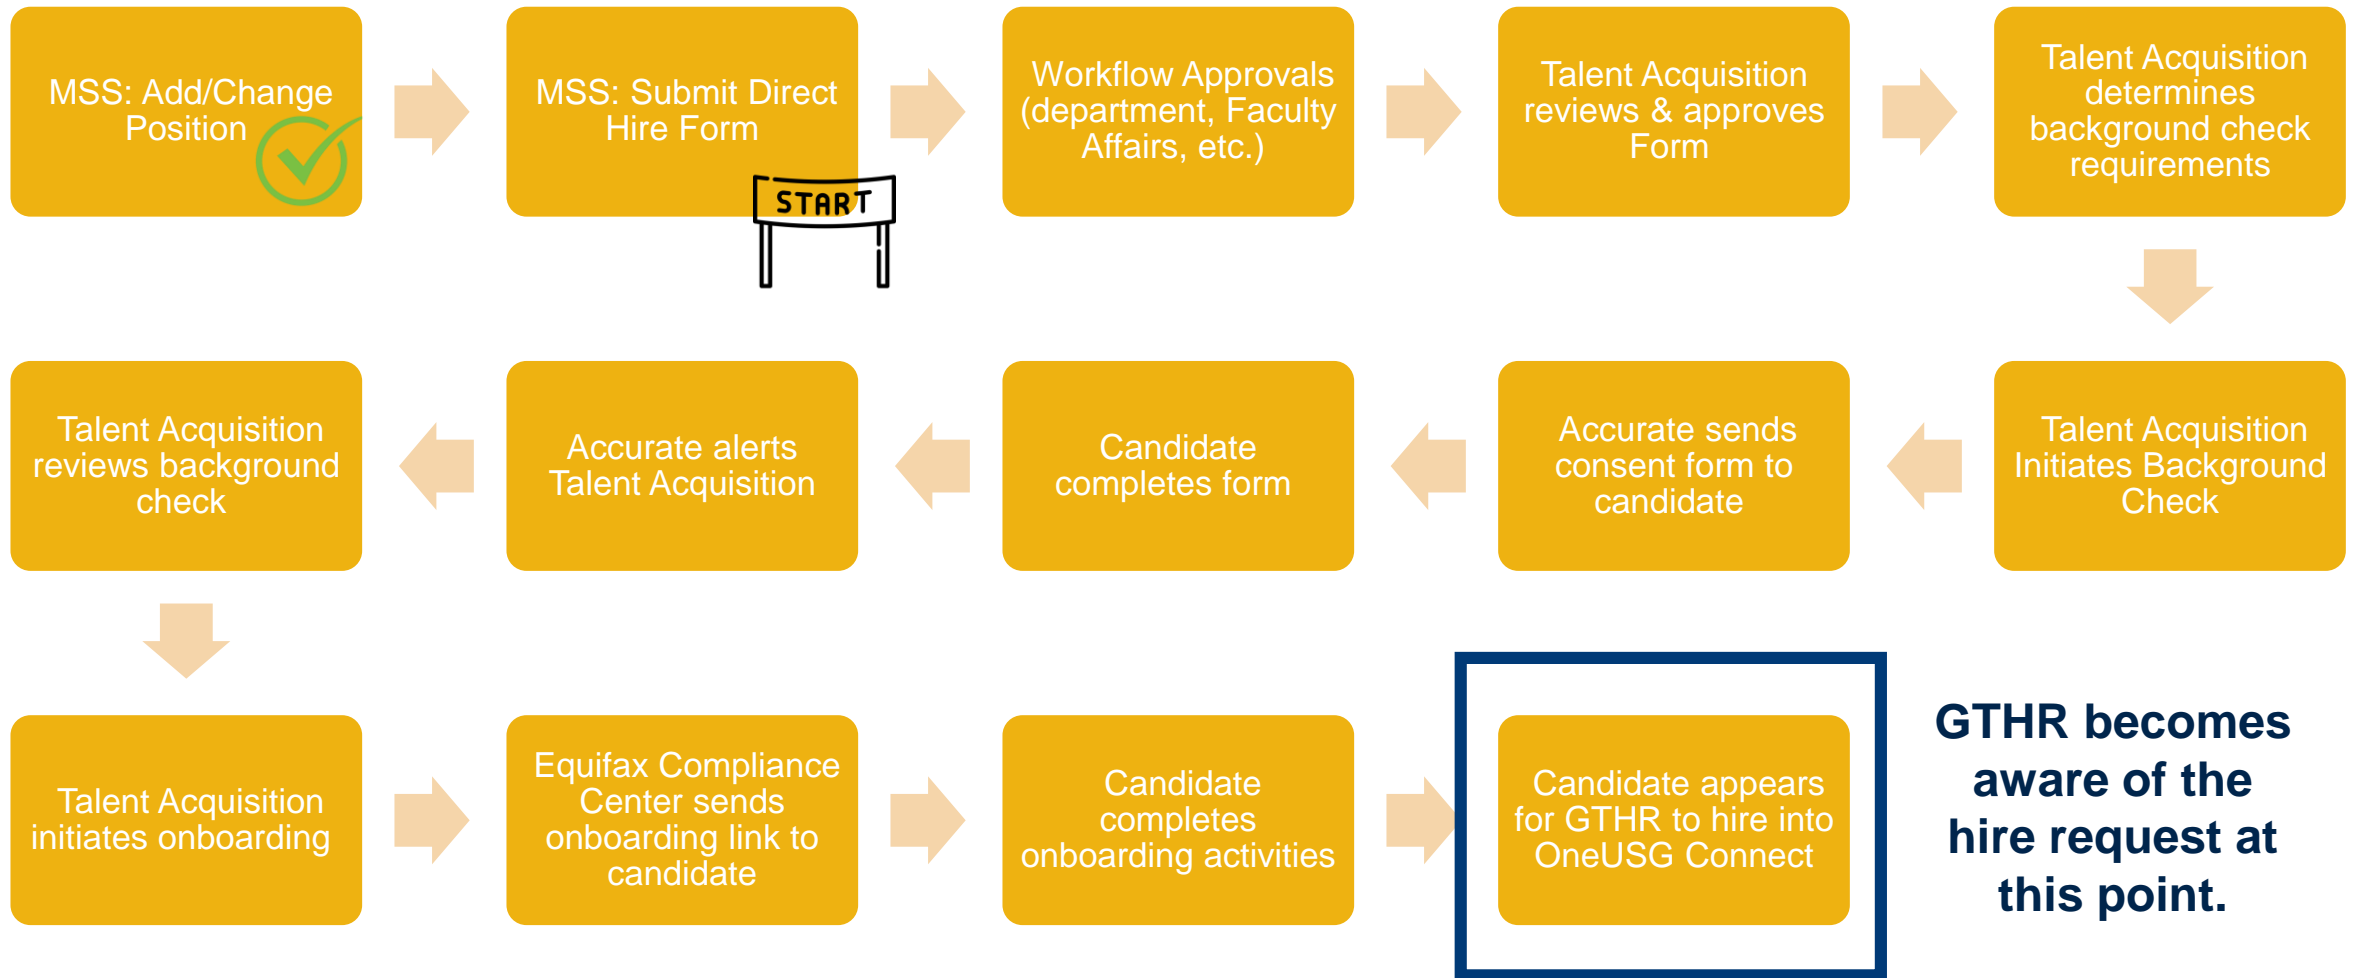 MSS: Add/Change
Position
MSS: Submit Direct
Hire Form
START
Workflow Approvals
(department, Faculty
Affairs, etc.)
Talent Acquisition
reviews & approves
Form
Talent Acquisition
determines
background check
requirements
Talent Acquisition
Initiates Background
Check
Accurate sends
consent form to
candidate
Candidate
completes form
Accurate alerts
Talent Acquisition
Talent Acquisition
reviews background
check
Talent Acquisition
initiates onboarding
Equifax Compliance
Center sends
onboarding link to
candidate
Candidate
completes
onboarding activities
Candidate appears
for GTHR to hire into
OneUSG Connect
GTHR becomes
aware of the
hire request at
this point.